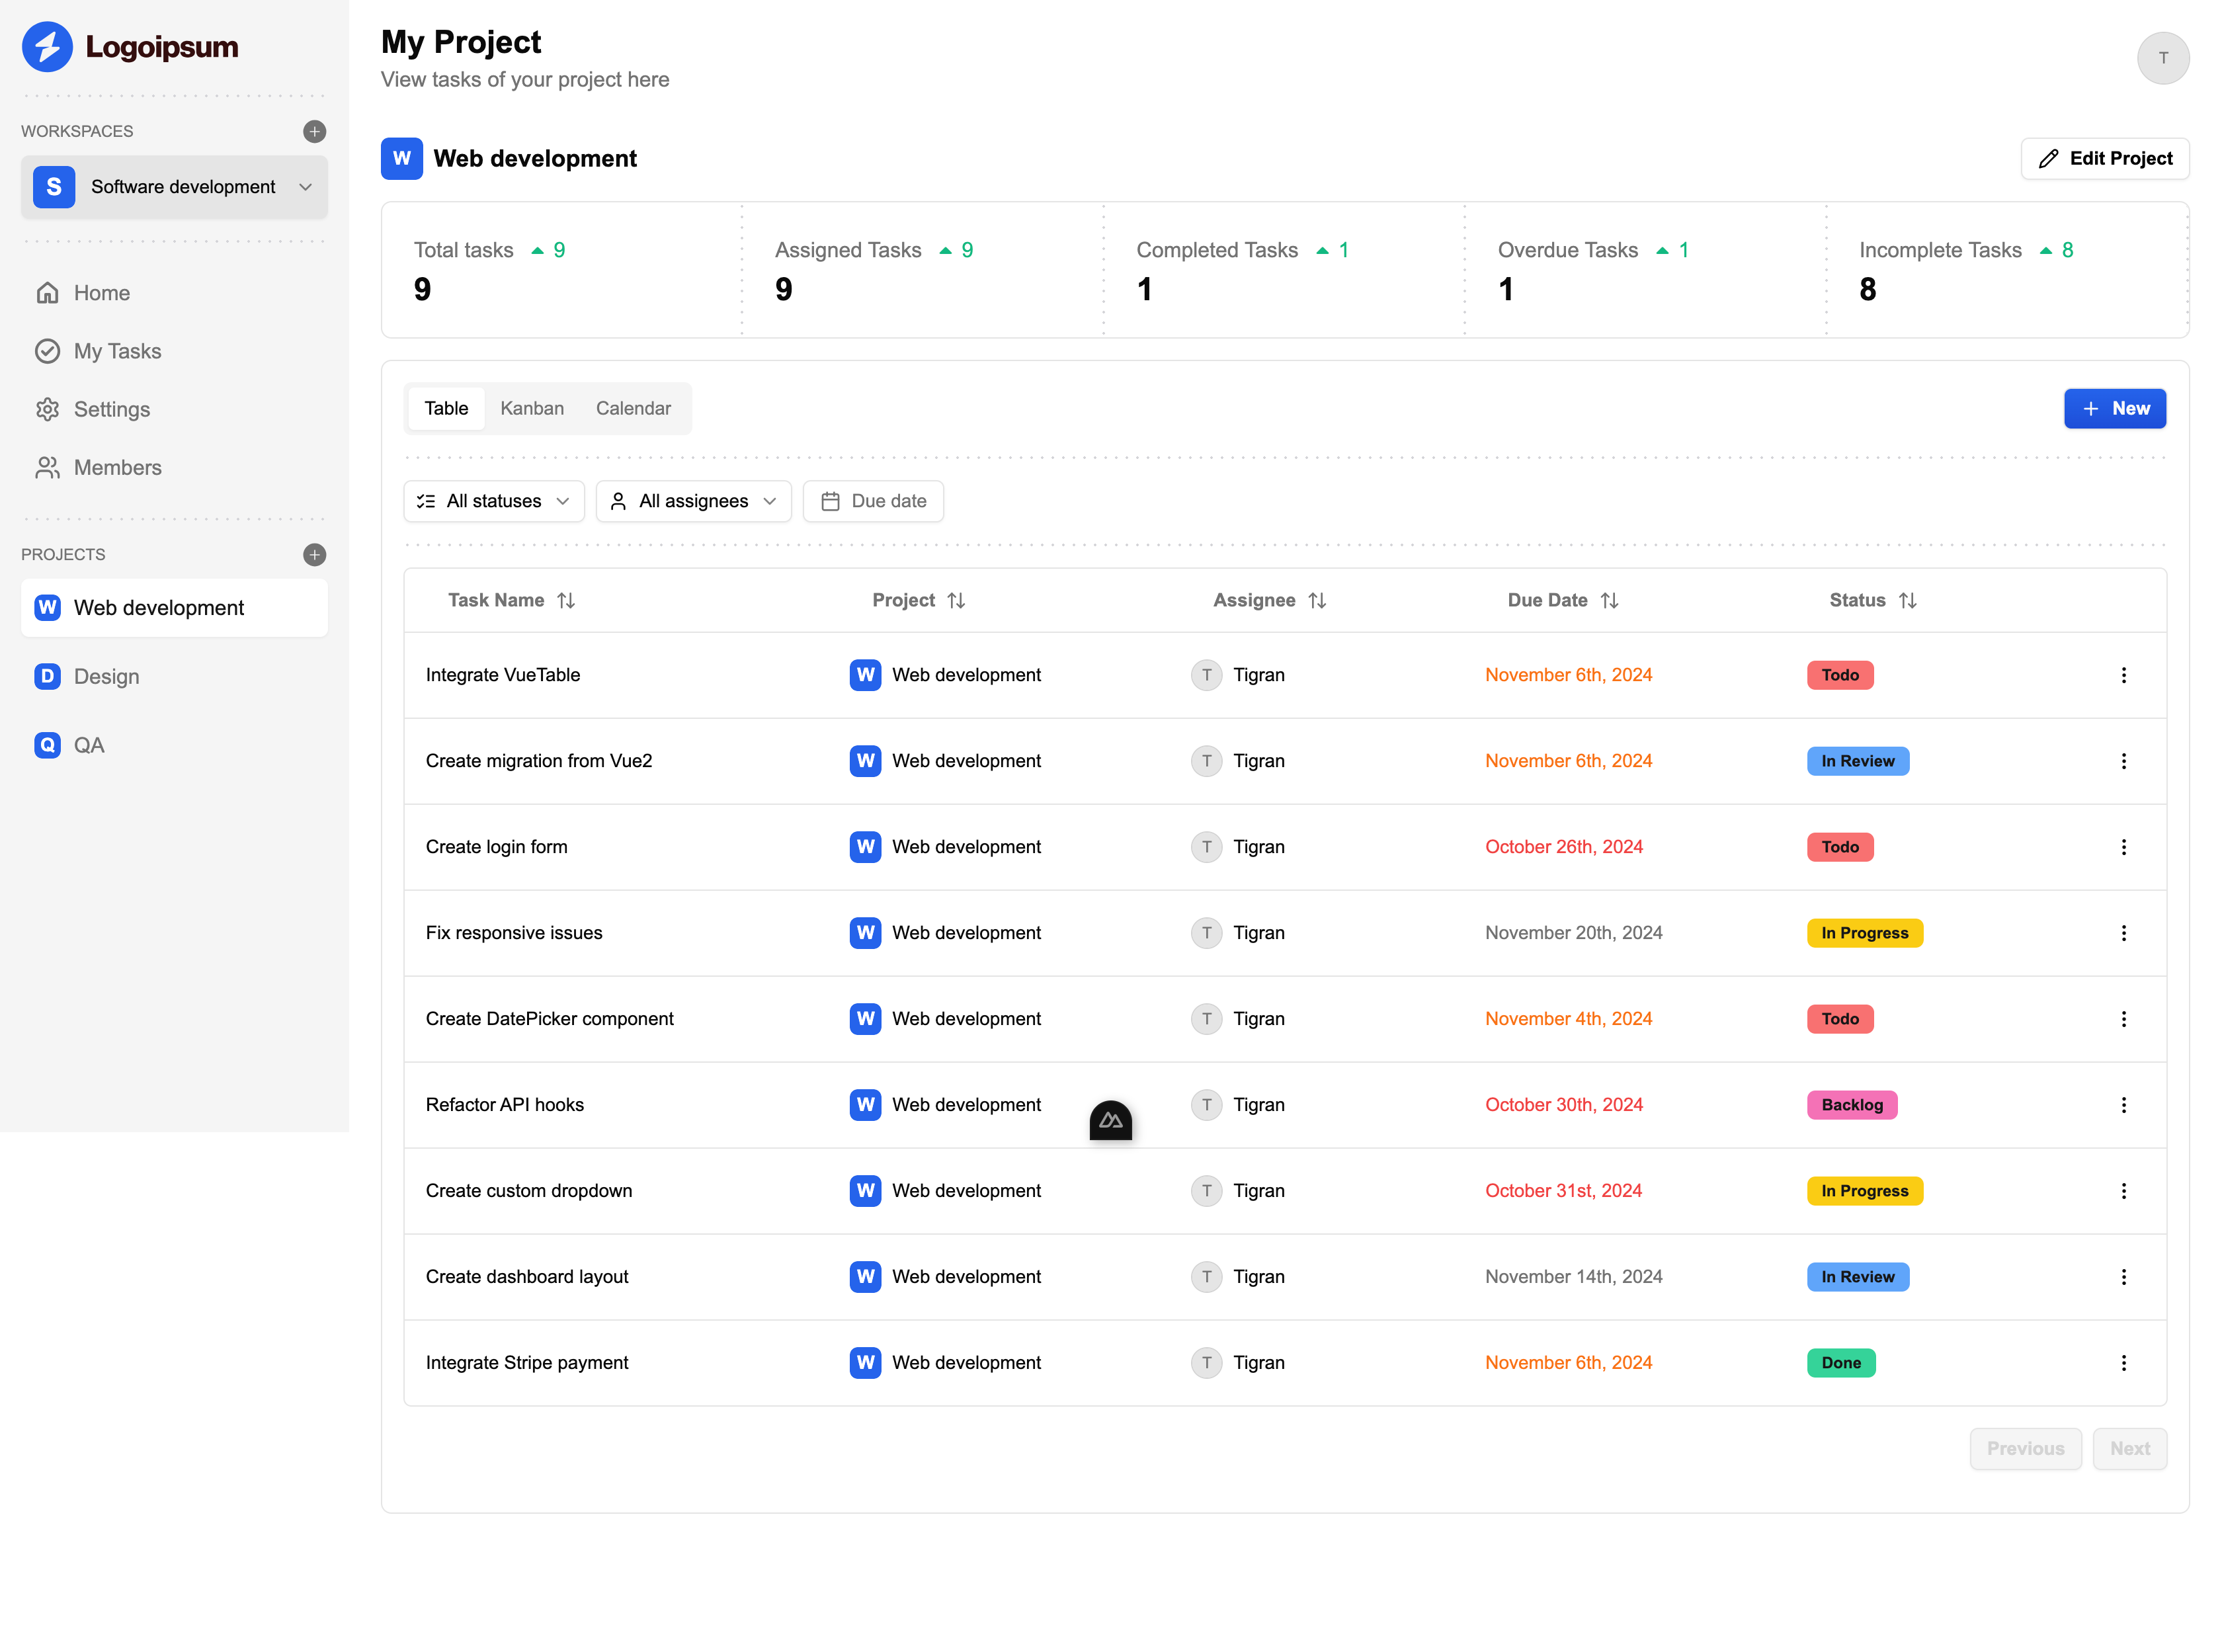 Logoipsum
WORKSPACES
S Software development
Home
My Tasks
Settings
Members
PROJECTS
W Web development
D Design
Q QA
My Project
View tasks of your project here
T
W Web development
Edit Project
Total tasks 9
9
Assigned Tasks 9
9
Completed Tasks 1
1
Overdue Tasks 1
1
Incomplete Tasks 8
8
Table Kanban Calendar
New
All statuses All assignees Due date
Task Name Project Assignee Due Date Status
Integrate VueTable W Web development T Tigran November 6th, 2024 Todo
Create migration from Vue2 W Web development T Tigran November 6th, 2024 In Review
Create login form W Web development T Tigran October 26th, 2024 Todo
Fix responsive issues W Web development T Tigran November 20th, 2024 In Progress
Create DatePicker component W Web development T Tigran November 4th, 2024 Todo
Refactor API hooks W Web development T Tigran October 30th, 2024 Backlog
Create custom dropdown W Web development T Tigran October 31st, 2024 In Progress
Create dashboard layout W Web development T Tigran November 14th, 2024 In Review
Integrate Stripe payment W Web development T Tigran November 6th, 2024 Done
Previous Next